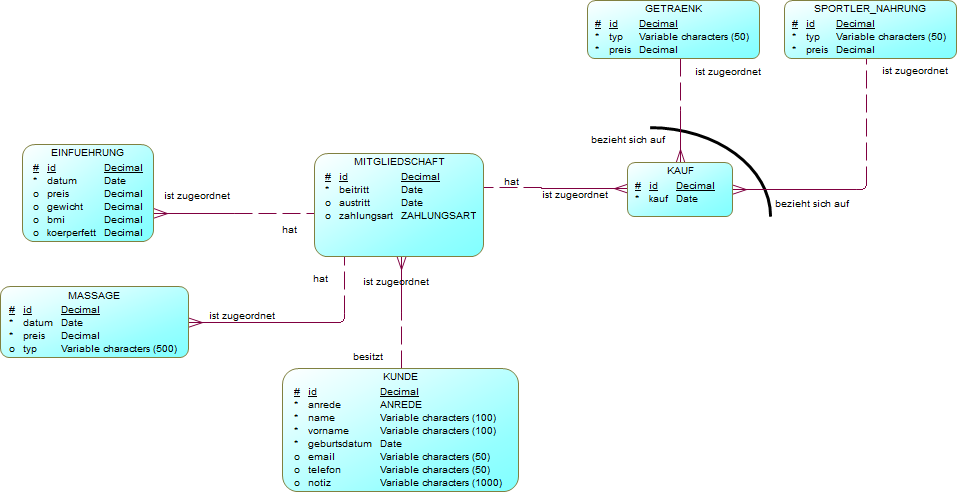 GETRAENK
# id Decimal
* typ Variable characters (50)
* preis Decimal
SPORTLER_NAHRUNG
# id Decimal
* typ Variable characters (50)
* preis Decimal
ist zugeordnet
ist zugeordnet
bezieht sich auf
EINFUEHRUNG
# id Decimal
* datum Date
o preis Decimal
o gewicht Decimal
o bmi Decimal
o koerperfett Decimal
ist zugeordnet
hat
MITGLIEDSCHAFT
# id Decimal
* beitritt Date
o austritt Date
o zahlungsart ZAHLUNGSART
hat
ist zugeordnet
KAUF
# id Decimal
* kauf Date
bezieht sich auf
hat
ist zugeordnet
MASSAGE
# id Decimal
* datum Date
* preis Decimal
o typ Variable characters (500)
ist zugeordnet
besitzt
KUNDE
# id Decimal
* anrede ANREDE
* name Variable characters (100)
* vorname Variable characters (100)
* geburtsdatum Date
o email Variable characters (50)
o telefon Variable characters (50)
o notiz Variable characters (1000)